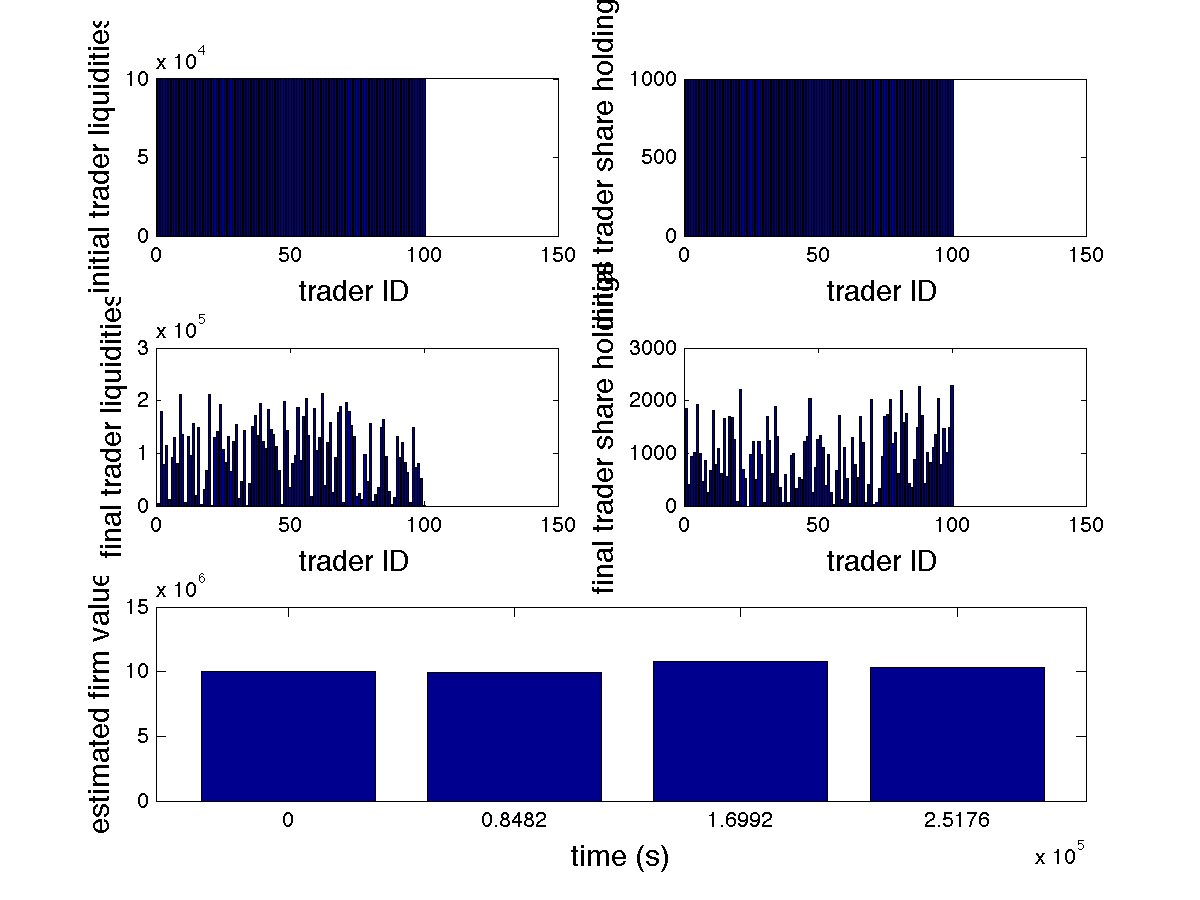 x 10^4
10
5
0
0 50 100 150
initial trader liquidities
trader ID
1000
500
0
0 50 100 150
trader share holding
trader ID
x 10^5
3
2
1
0
0 50 100 150
final trader liquidities
trader ID
3000
2000
1000
0
0 50 100 150
final trader share holdings
trader ID
x 10^6
15
10
5
0
0 0.8482 1.6992 2.5176
estimated firm value
time (s)
x 10^5